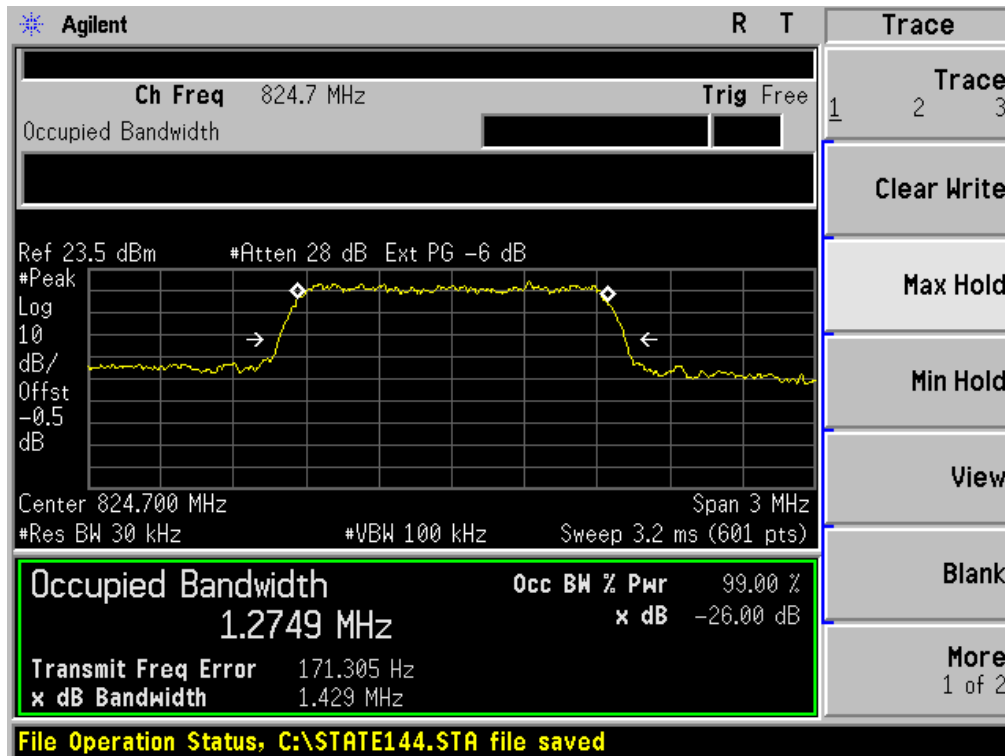 Agilent R T
Ch Freq 824.7 MHz Trig Free
Occupied Bandwidth
Ref 23.5 dBm #Atten 28 dB Ext PG -6 dB
#Peak
Log
10
dB/
Offst
-0.5
dB
Center 824.700 MHz Span 3 MHz
#Res BW 30 kHz #VBW 100 kHz Sweep 3.2 ms (601 pts)
Occupied Bandwidth Occ BW % Pwr 99.00 %
1.2749 MHz x dB -26.00 dB
Transmit Freq Error 171.305 Hz
x dB Bandwidth 1.429 MHz
File Operation Status, C:\STATE144.STA file saved
Trace
Trace
1 2 3
Clear Write
Max Hold
Min Hold
View
Blank
More
1 of 2